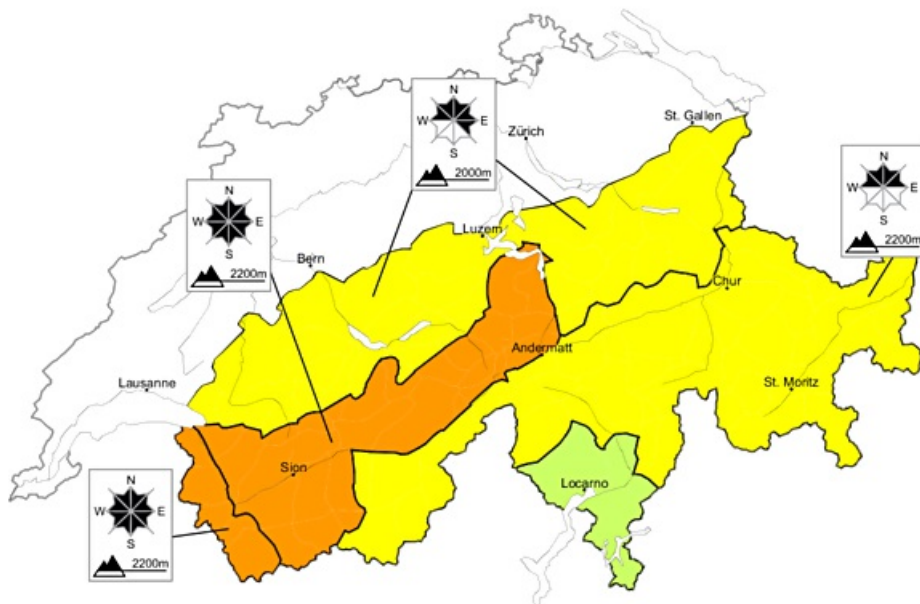 N
W E
S
2000m
St. Gallen
Zürich
N
W E
S
2200m
N
W E
S
2200m
Luzern
Bern
Chur
Andermatt
Lausanne
St. Moritz
Sion
Locarno
N
W E
S
2200m